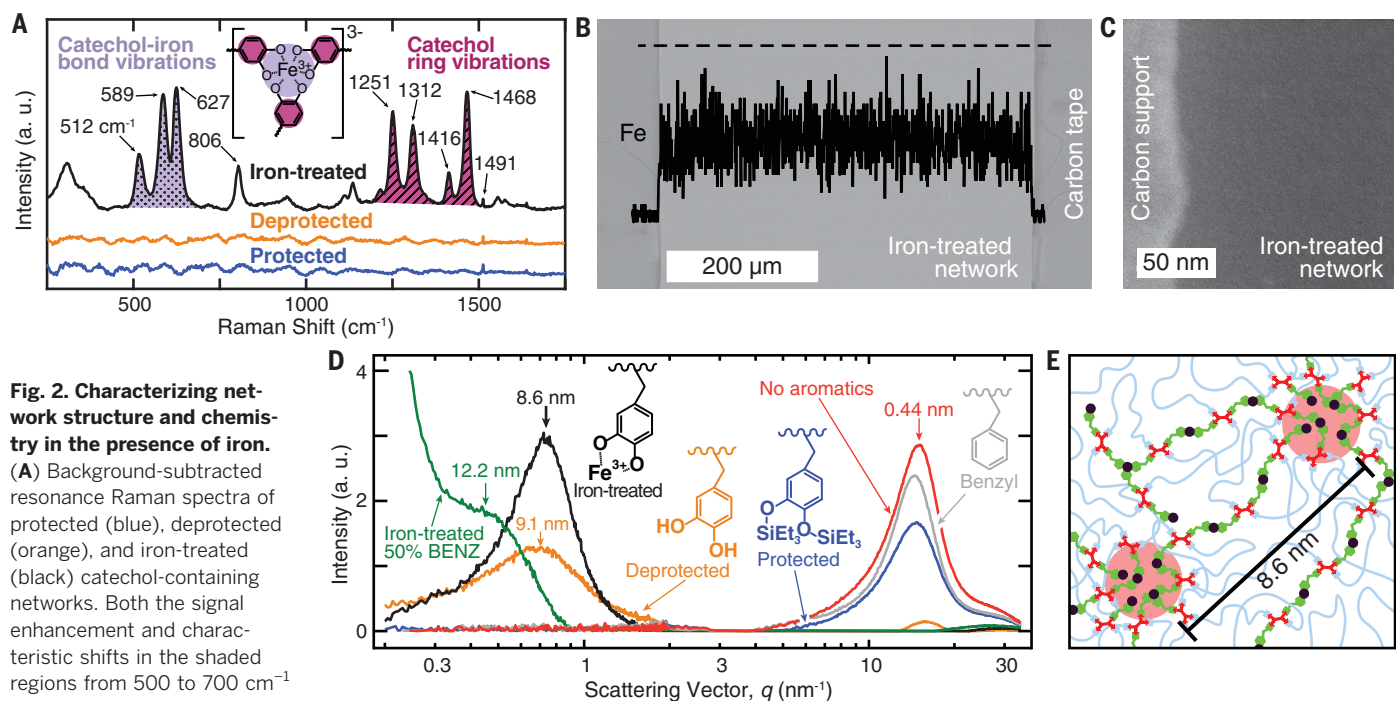 A
Catechol-iron
bond vibrations
589
627
512 cm-1
806
3-
O
O
Fe3+
O
O
O
O
Catechol
ring vibrations
1251
1312
1468
1416
1491
Iron-treated
Deprotected
Protected
Intensity (a. u.)
500
1000
1500
Raman Shift (cm-1)
B
Fe
200 µm
Iron-treated
network
Carbon tape
C
Carbon support
50 nm
Iron-treated
network
Fig. 2. Characterizing net-
work structure and chemis-
try in the presence of iron.
(A) Background-subtracted
resonance Raman spectra of
protected (blue), deprotected
(orange), and iron-treated
(black) catechol-containing
networks. Both the signal
enhancement and charac-
teristic shifts in the shaded
regions from 500 to 700 cm−1
D
4
2
0
Intensity (a. u.)
8.6 nm
12.2 nm
9.1 nm
Iron-treated
50% BENZ
O
O
Fe3+
Iron-treated
HO
OH
Deprotected
No aromatics
O
O
SiEt3
SiEt3
Protected
0.44 nm
Benzyl
0.3
1
3
10
30
Scattering Vector, q (nm-1)
E
8.6 nm